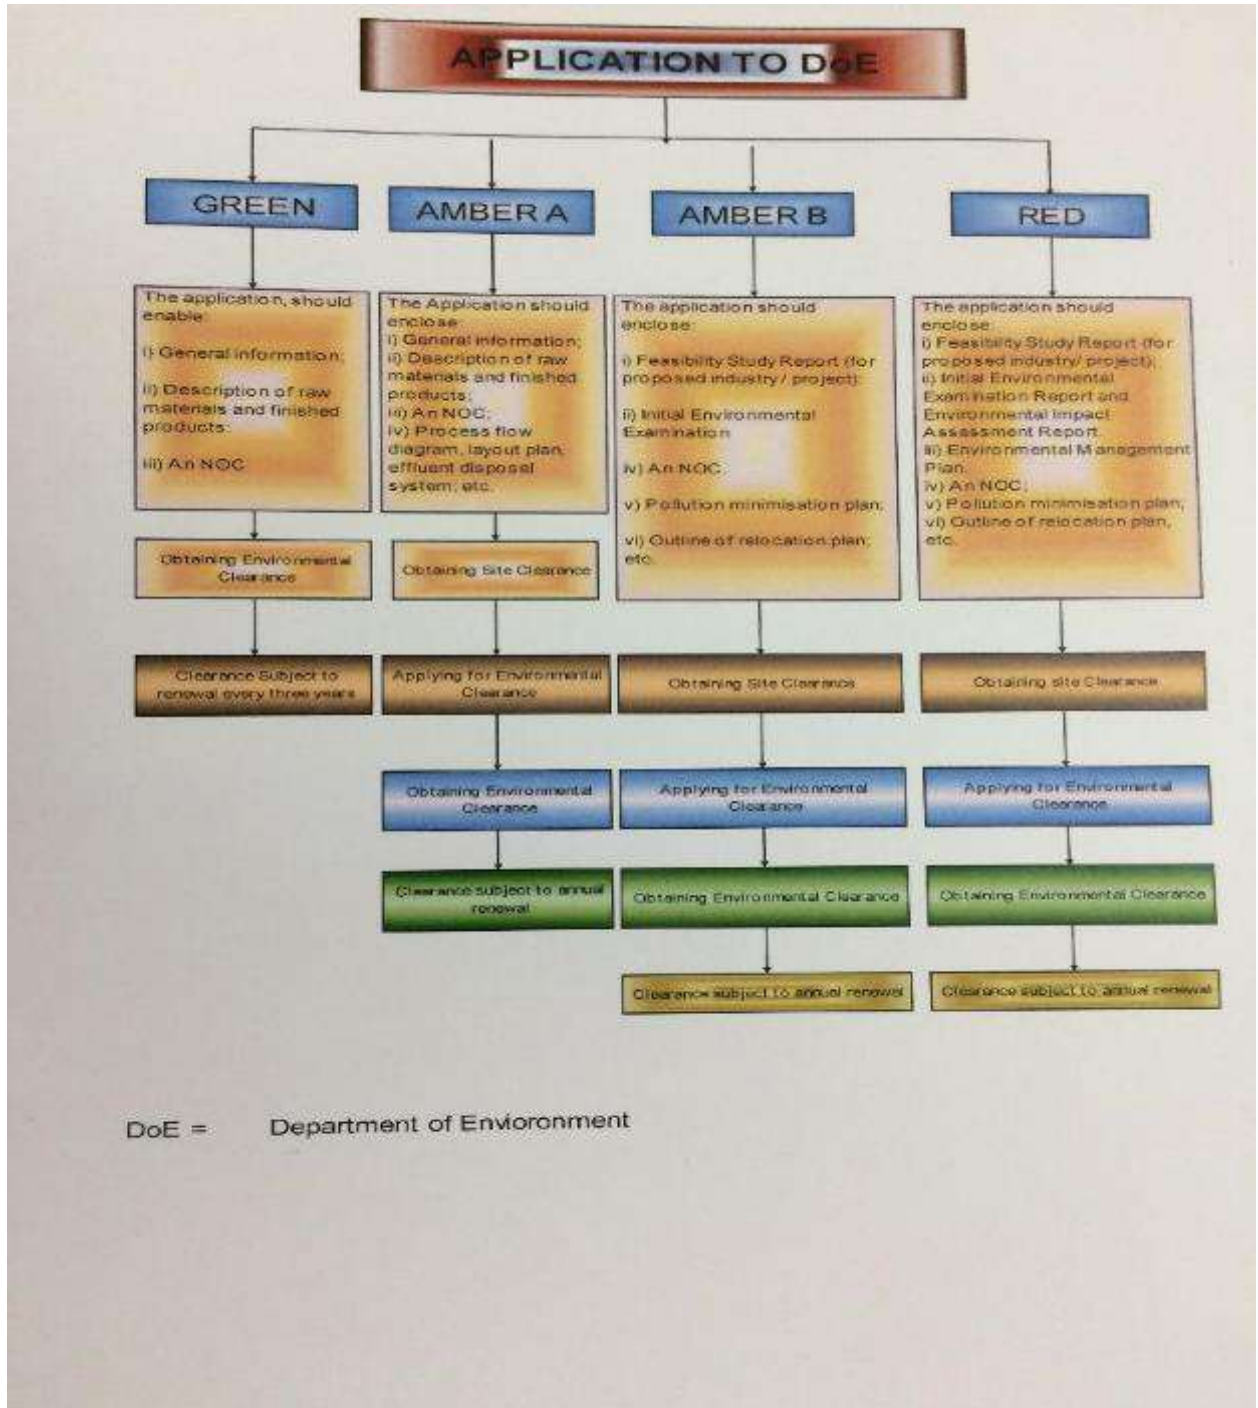 APPLICATION TO DoE
GREEN
AMBER A
AMBER B
RED
The application, should
enable:
i) General information;
ii) Description of raw
materials and finished
products:
iii) An NOC
Obtaining Environmental
Clearance
Clearance Subject to
renewal every three years
The Application should
enclose
i) General information;
ii) Description of raw
materials and finished
products;
iii) An NOC;
iv) Process flow
diagram, layout plan,
effluent disposal
system; etc.
Obtaining Site Clearance
Applying for Environmental
Clearance
Obtaining Environmental
Clearance
Clearance subject to annual
renewal
The application should
enclose:
i) Feasibility Study Report (for
proposed industry / project):
ii) Initial Environmental
Examination
iv) An NOC;
v) Pollution minimisation plan;
vi) Outline of relocation plan;
etc.
Obtaining Site Clearance
Applying for Environmental
Clearance
Obtaining Environmental Clearance
Clearance subject to annual renewal
The application should
enclose:
i) Feasibility Study Report (for
proposed industry/ project);
ii) Initial Environmental
Examination Report and
Environmental Impact
Assessment Report
iii) Environmental Management
Plan.
iv) An NOC;
v) Pollution minimisation plan;
vi) Outline of relocation plan,
etc.
Obtaining site Clearance
Applying for Environmental
Clearance
Obtaining Environmental Clearance
Clearance subject to annual renewal
DoE = Department of Envioronment